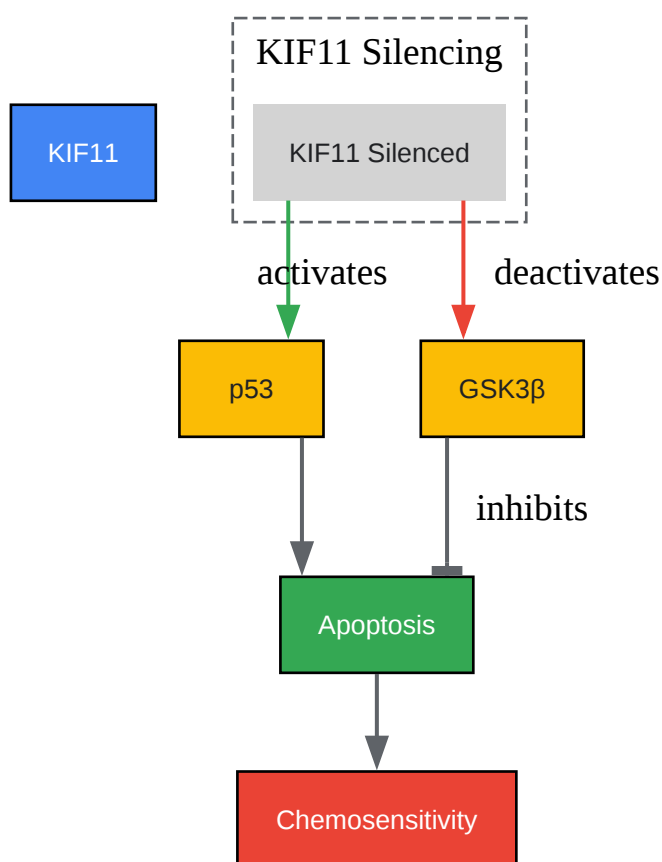 KIF11 Silencing
KIF11
KIF11 Silenced
activates
deactivates
p53
GSK3β
inhibits
Apoptosis
Chemosensitivity